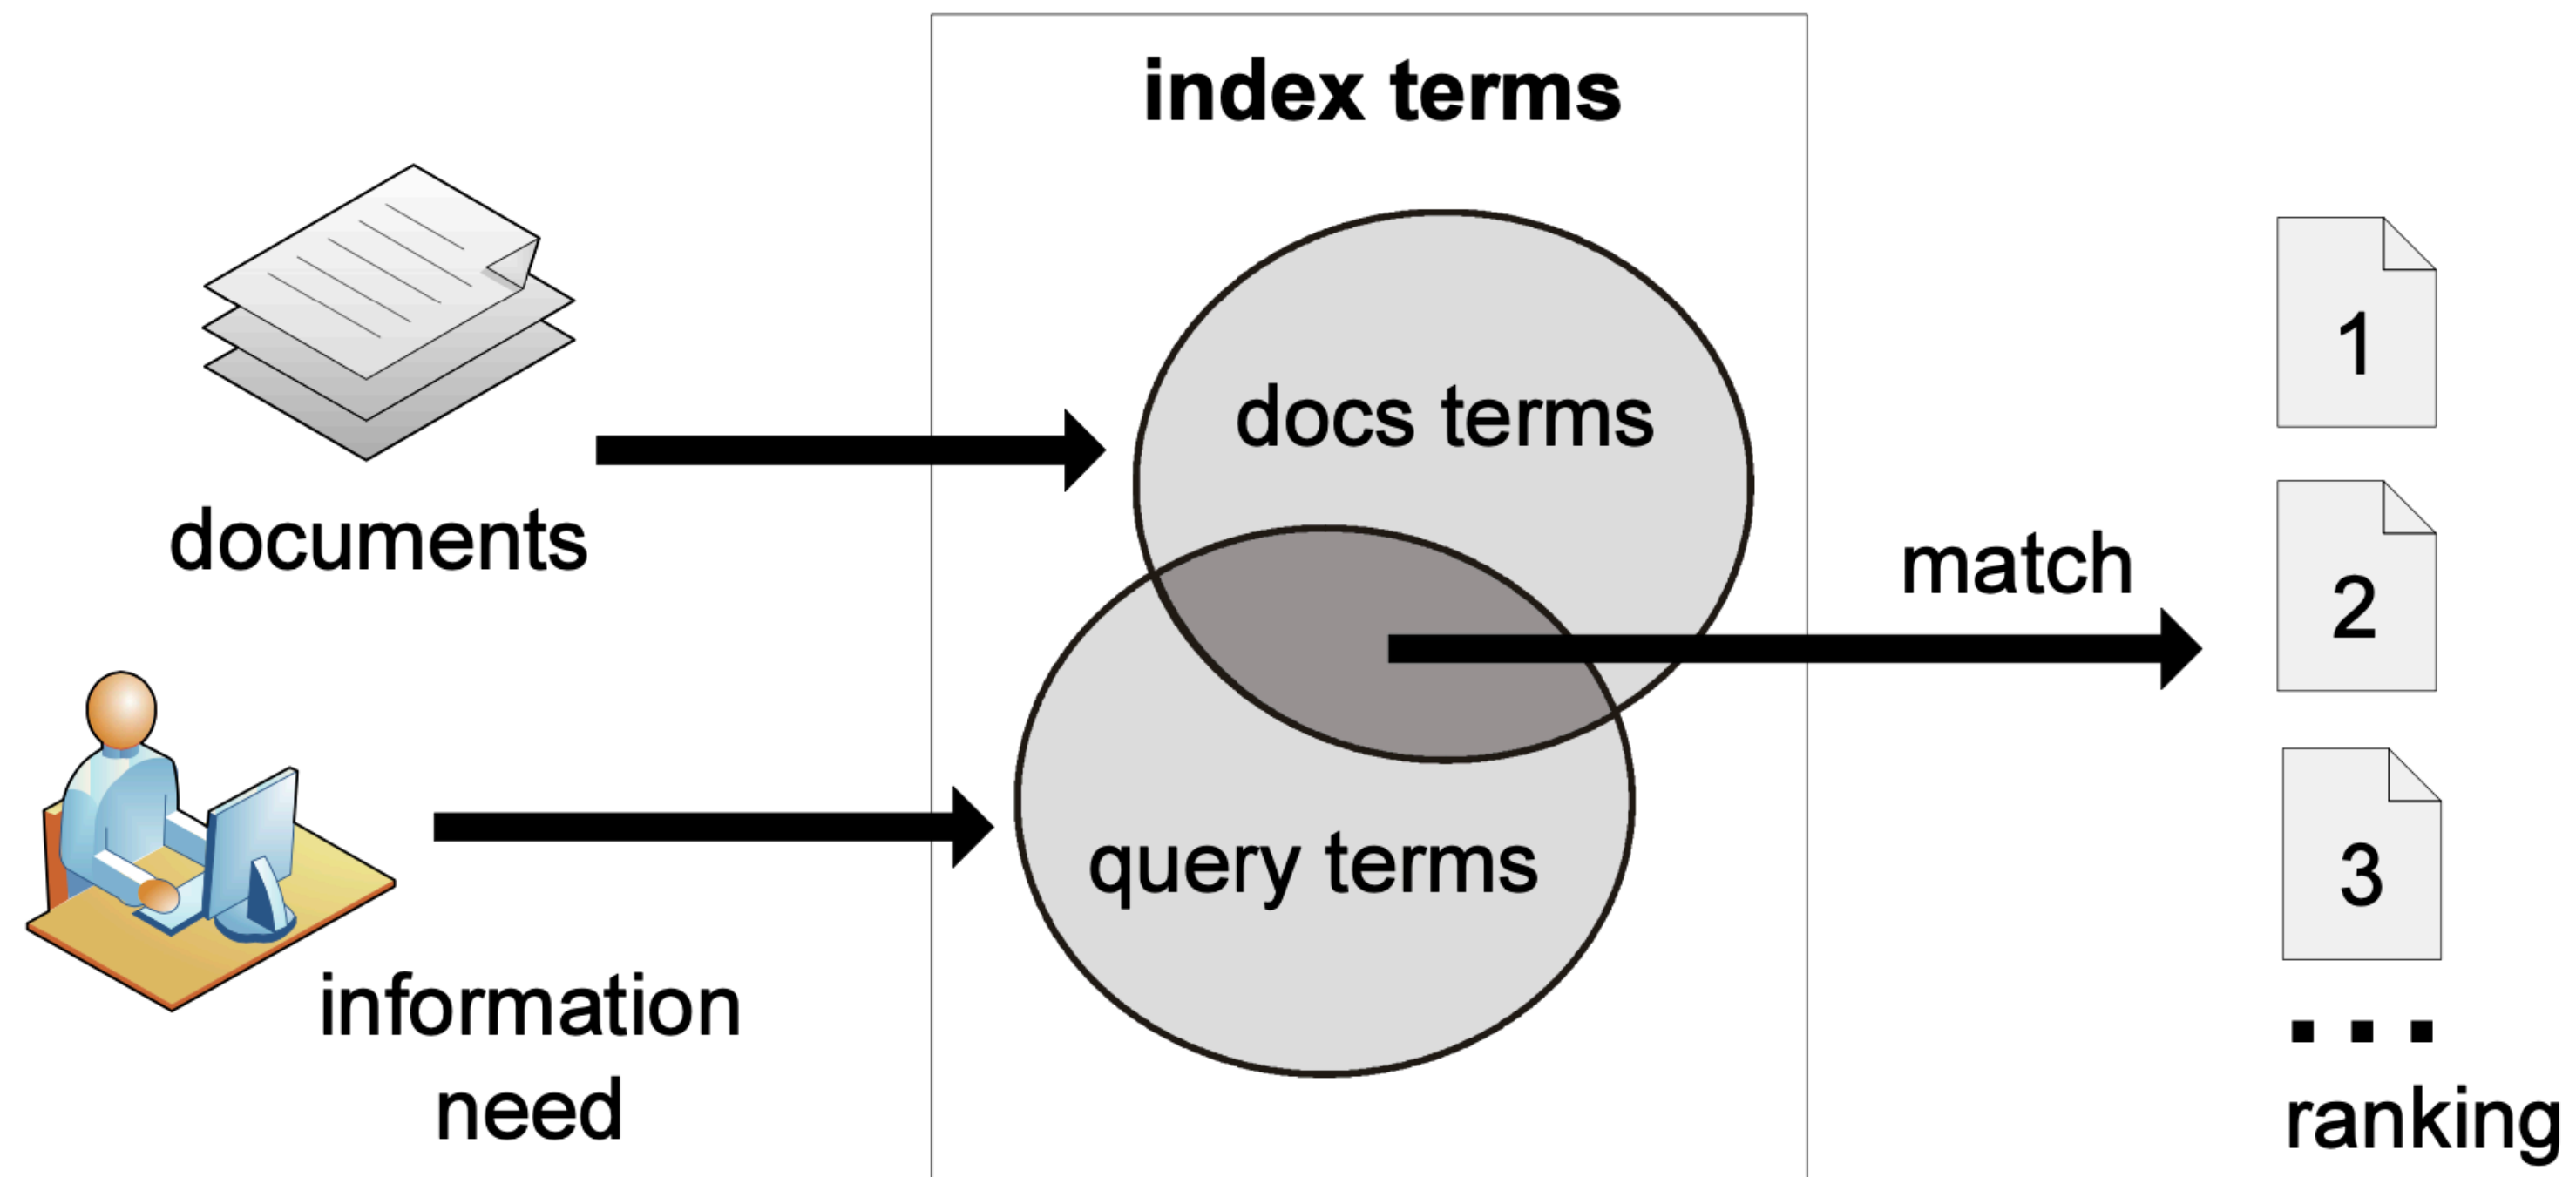 index terms
docs terms
documents
match
query terms
information
need
1
2
3
...
ranking